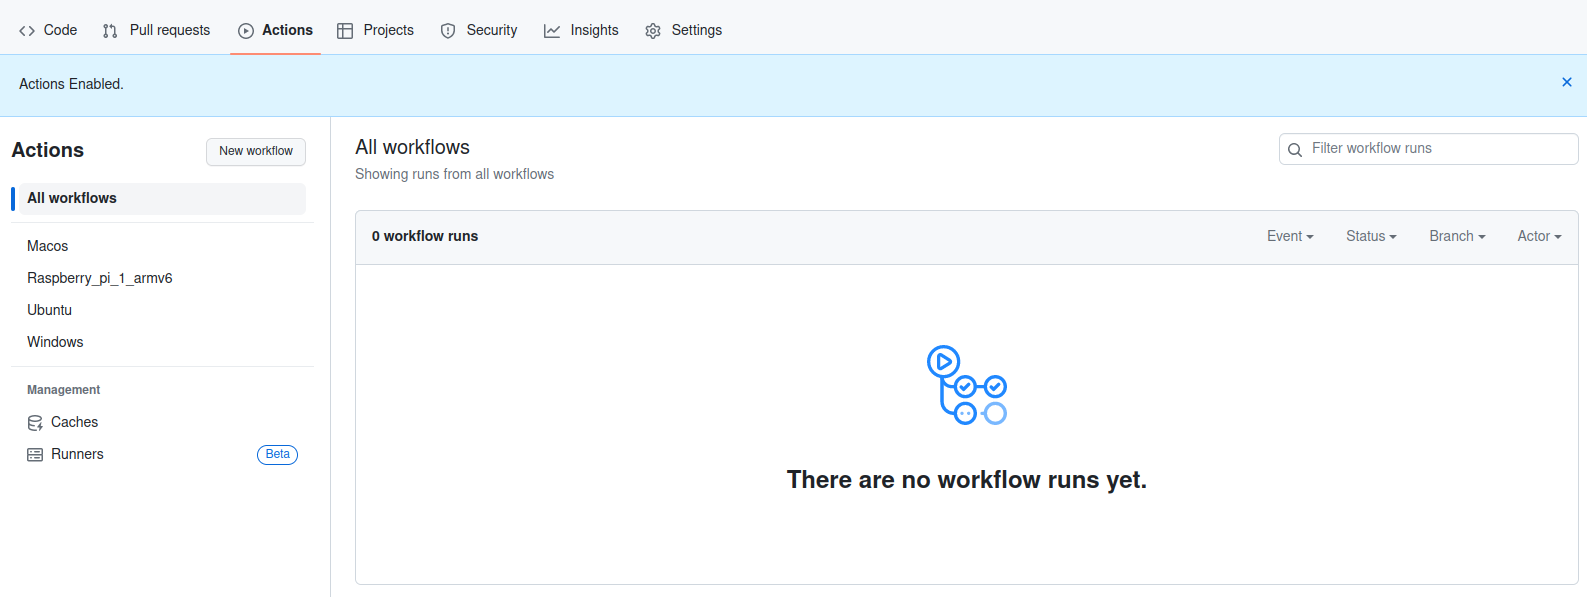 Code Pull requests Actions Projects Security Insights Settings
Actions Enabled.
Actions New workflow
All workflows
Macos
Raspberry_pi_1_armv6
Ubuntu
Windows
Management
Caches
Runners Beta
All workflows
Showing runs from all workflows
Filter workflow runs
0 workflow runs Event Status Branch Actor
There are no workflow runs yet.